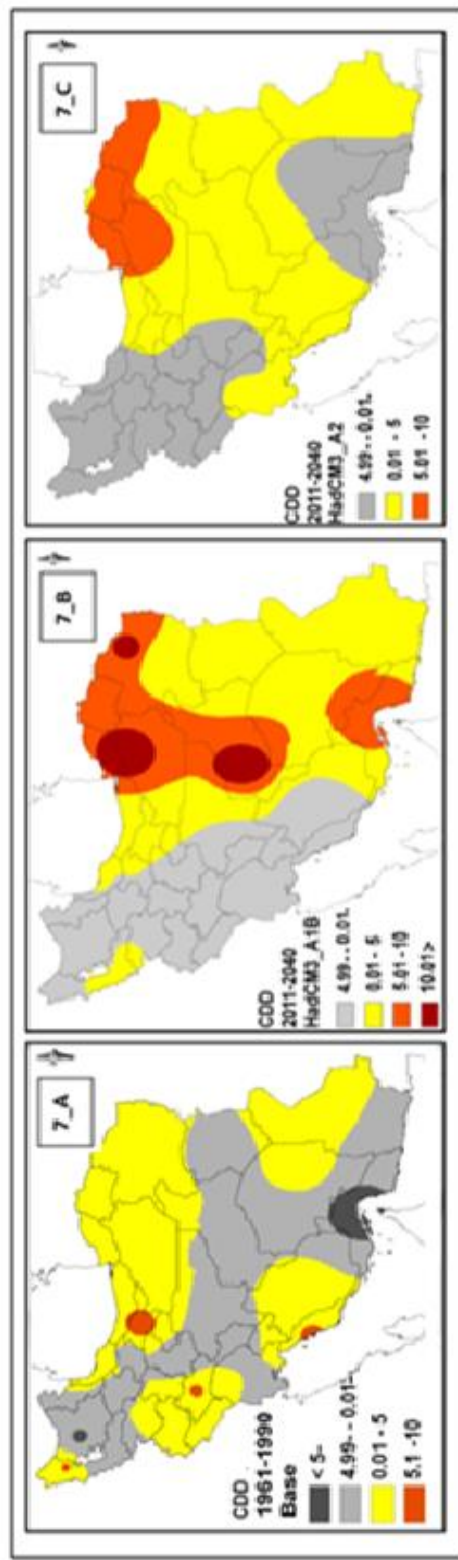 7_A
CDD
1961-1990
Base
< 5-
4.99- - 0.01-
0.01 - 5
5.1 -10
7_B
CDD
2011-2040
HadCM3_A1B
4.99 - - 0.01-
0.01 - 5
5.01 -10
10.01>
7_C
CDD
2011-2040
HadCM3_A2
4.99 - - 0.01-
0.01 - 5
5.01 -10